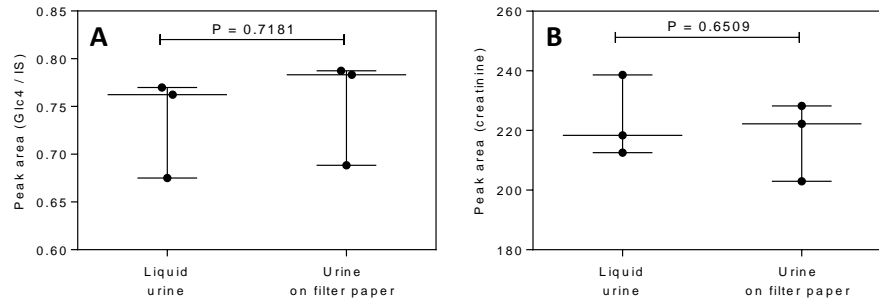 A
P = 0.7181
Peak area (Glc4 / IS)
0.85
0.80
0.75
0.70
0.65
0.60
Liquid
urine
Urine
on filter paper
B
P = 0.6509
Peak area (creatinine)
260
240
220
200
180
Liquid
urine
Urine
on filter paper